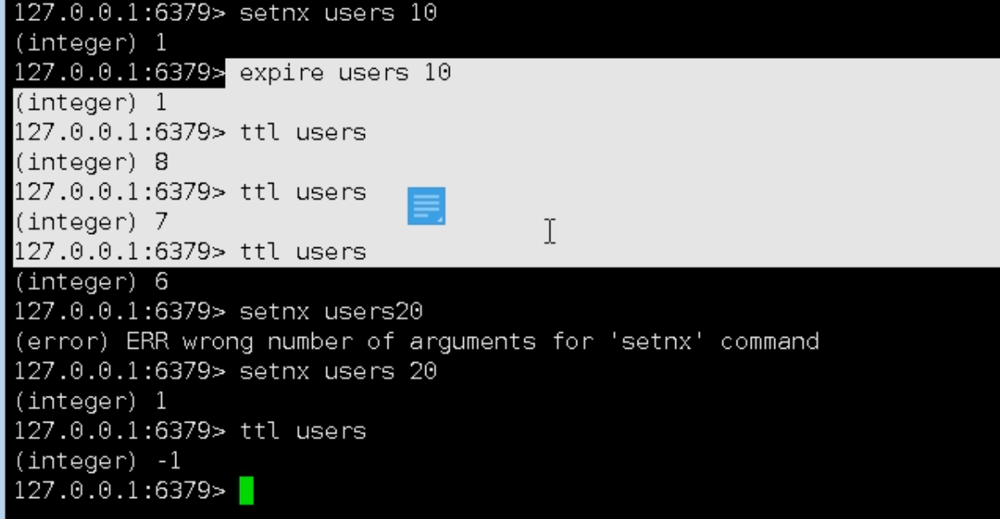 127.0.0.1:6379> setnx users 10
(integer) 1
127.0.0.1:6379> expire users 10
(integer) 1
127.0.0.1:6379> ttl users
(integer) 8
127.0.0.1:6379> ttl users
(integer) 7
127.0.0.1:6379> ttl users
(integer) 6
127.0.0.1:6379> setnx users20
(error) ERR wrong number of arguments for 'setnx' command
127.0.0.1:6379> setnx users 20
(integer) 1
127.0.0.1:6379> ttl users
(integer) -1
127.0.0.1:6379>